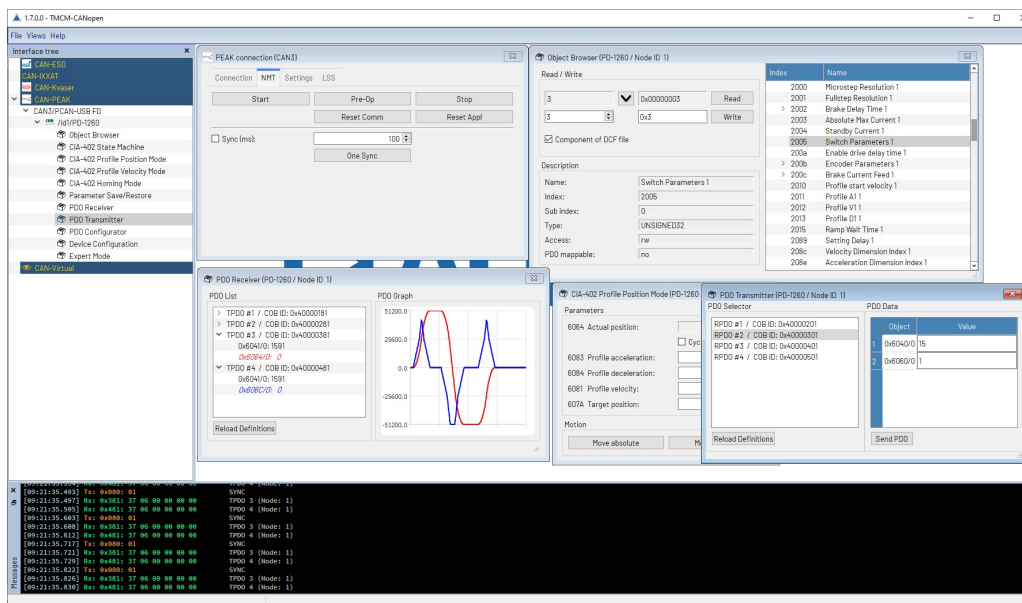 1.7.0.0 - TMCM-CANopen
File Views Help
Interface tree
CAN-ESD
CAN-IXXAT
CAN-Kvaser
CAN-PEAK
CAN3/PCAN-USB FD
/id1/PD-1260
Object Browser
CiA-402 State Machine
CiA-402 Profile Position Mode
CiA-402 Profile Velocity Mode
CiA-402 Homing Mode
Parameter Save/Restore
PDO Receiver
PDO Transmitter
PDO Configurator
Device Configuration
Expert Mode
CAN-Virtual
PEAK connection (CAN3)
Connection NMT Settings LSS
Start Pre-Op Stop
Reset Comm Reset Appl
Sync (ms): 100
One Sync
Object Browser (PD-1260 / Node ID 1)
Read / Write
3 0x00000003 Read
3 0x3 Write
Component of DCF file
Description
Name: Switch Parameters 1
Index: 2005
Sub index: 0
Type: UNSIGNED32
Access: rw
PDO mappable: no
Index Name
2000 Microstep Resolution 1
2001 Fullstep Resolution 1
2002 Brake Delay Time 1
2003 Absolute Max Current 1
2004 Standby Current 1
2005 Switch Parameters 1
200a Enable drive delay time 1
200b Encoder Parameters 1
200c Brake Current Feed 1
2010 Profile start velocity 1
2011 Profile A1 1
2012 Profile V1 1
2013 Profile D1 1
2015 Ramp Wait Time 1
2089 Setting Delay 1
208c Velocity Dimension Index 1
208e Acceleration Dimension Index 1
PDO Receiver (PD-1260 / Node ID 1)
PDO List
TPDO #1 / COB ID: 0x40000181
TPDO #2 / COB ID: 0x40000281
TPDO #3 / COB ID: 0x40000381
0x6041/0: 1591
0x6064/0: 0
TPDO #4 / COB ID: 0x40000481
0x6041/0: 1591
0x606C/0: 0
Reload Definitions
PDO Graph
51200.0
25600.0
0.0
-25600.0
-51200.0
CiA-402 Profile Position Mode (PD-1260
Parameters
6064 Actual position:
Cyc
6083 Profile acceleration:
6084 Profile deceleration:
6081 Profile velocity:
607A Target position:
Motion
Move absolute M
PDO Transmitter (PD-1260 / Node ID 1)
PDO Selector
RPDO #1 / COB ID: 0x40000201
RPDO #2 / COB ID: 0x40000301
RPDO #3 / COB ID: 0x40000401
RPDO #4 / COB ID: 0x40000501
Reload Definitions
PDO Data
Object Value
1 0x6040/0 15
2 0x6060/0 1
Send PDO
Messages
[09:21:35.493] Tx: 0x080: 01 SYNC
[09:21:35.497] Rx: 0x381: 37 06 00 00 00 00 TPDO 3 (Node: 1)
[09:21:35.505] Rx: 0x481: 37 06 00 00 00 00 TPDO 4 (Node: 1)
[09:21:35.603] Tx: 0x080: 01 SYNC
[09:21:35.608] Rx: 0x381: 37 06 00 00 00 00 TPDO 3 (Node: 1)
[09:21:35.612] Rx: 0x481: 37 06 00 00 00 00 TPDO 4 (Node: 1)
[09:21:35.717] Tx: 0x080: 01 SYNC
[09:21:35.721] Rx: 0x381: 37 06 00 00 00 00 TPDO 3 (Node: 1)
[09:21:35.729] Rx: 0x481: 37 06 00 00 00 00 TPDO 4 (Node: 1)
[09:21:35.822] Tx: 0x080: 01 SYNC
[09:21:35.826] Rx: 0x381: 37 06 00 00 00 00 TPDO 3 (Node: 1)
[09:21:35.830] Rx: 0x481: 37 06 00 00 00 00 TPDO 4 (Node: 1)